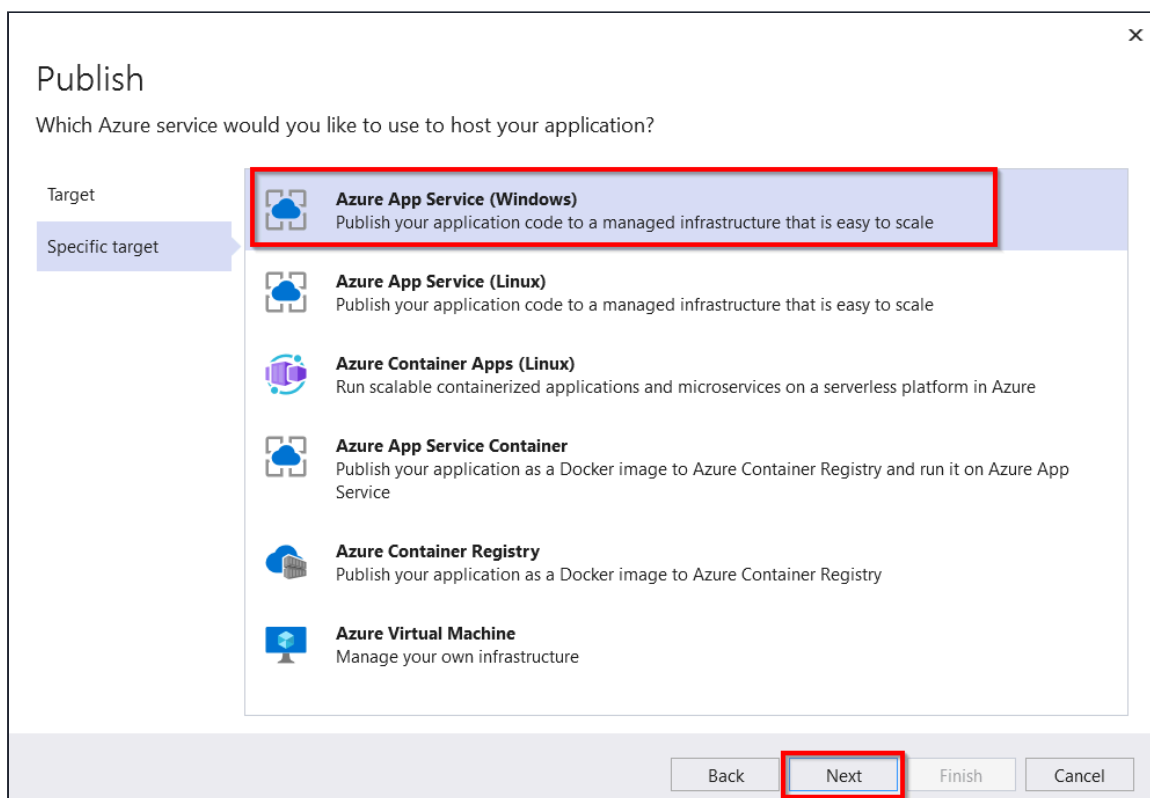 Publish
Which Azure service would you like to use to host your application?
Target
Specific target
Azure App Service (Windows)
Publish your application code to a managed infrastructure that is easy to scale
Azure App Service (Linux)
Publish your application code to a managed infrastructure that is easy to scale
Azure Container Apps (Linux)
Run scalable containerized applications and microservices on a serverless platform in Azure
Azure App Service Container
Publish your application as a Docker image to Azure Container Registry and run it on Azure App
Service
Azure Container Registry
Publish your application as a Docker image to Azure Container Registry
Azure Virtual Machine
Manage your own infrastructure
Back
Next
Finish
Cancel